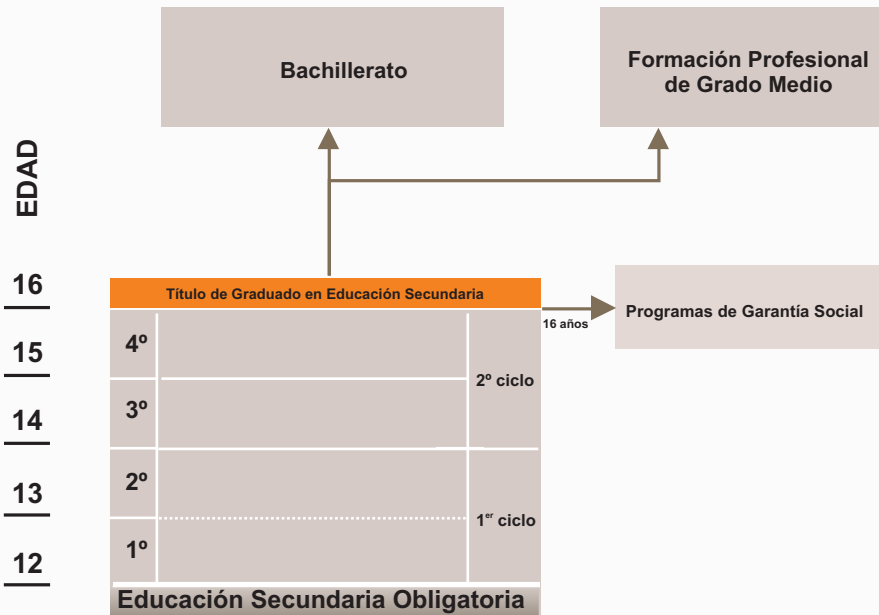 Bachillerato
Formación Profesional
de Grado Medio
EDAD
16
Título de Graduado en Educación Secundaria
16 años
Programas de Garantía Social
15
4º
2º ciclo
14
3º
13
2º
1er ciclo
12
1º
Educación Secundaria Obligatoria